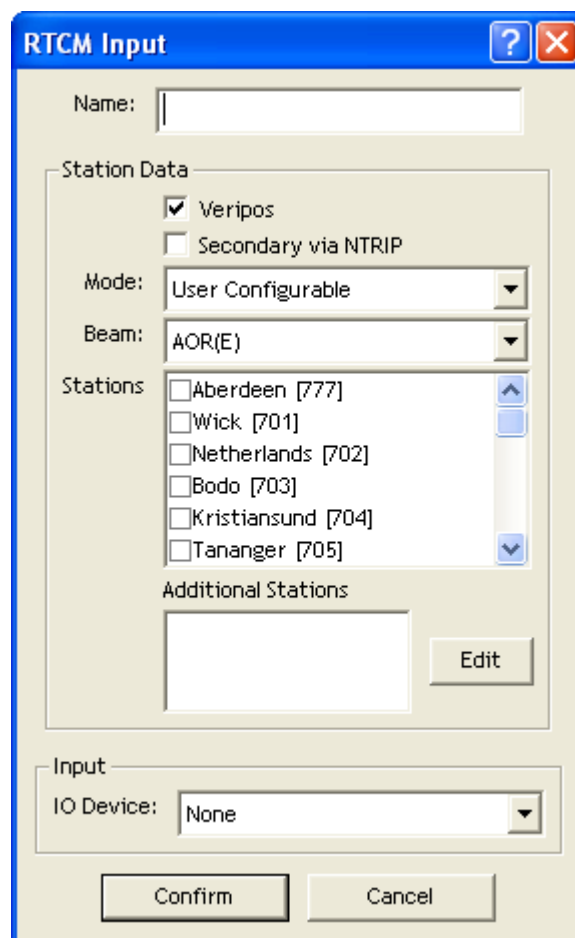 RTCM Input
Name:
Station Data
Veripos
Secondary via NTRIP
Mode: User Configurable
Beam: AOR(E)
Stations
Aberdeen [777]
Wick [701]
Netherlands [702]
Bodo [703]
Kristiansund [704]
Tananger [705]
Additional Stations
Edit
Input
IO Device: None
Confirm Cancel